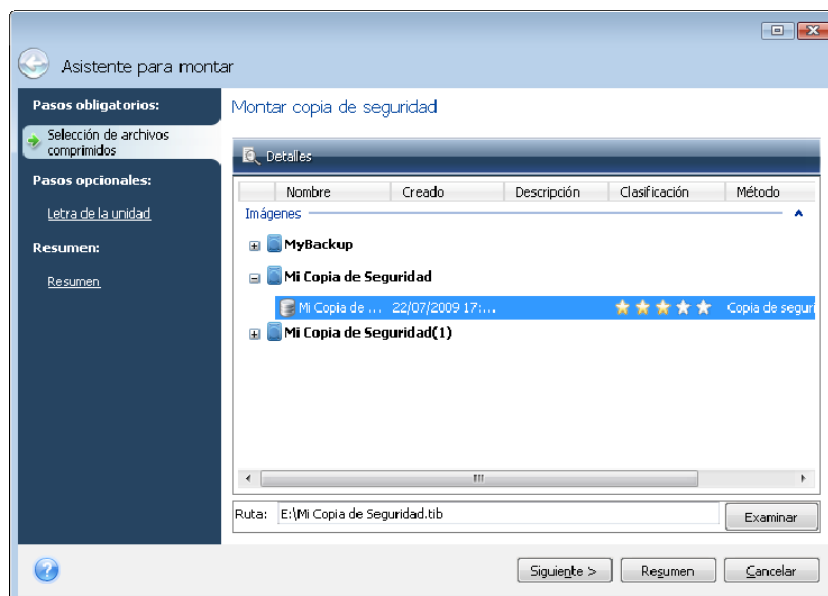 Asistente para montar
Pasos obligatorios:
Selección de archivos
comprimidos
Pasos opcionales:
Letra de la unidad
Resumen:
Resumen
Montar copia de seguridad
Detalles
Nombre Creado Descripción Clasificación Método
Imágenes
MyBackup
Mi Copia de Seguridad
Mi Copia de ... 22/07/2009 17:... Copia de seguri
Mi Copia de Seguridad(1)
Ruta: E:\Mi Copia de Seguridad.tib
Examinar
Siguiente > Resumen Cancelar